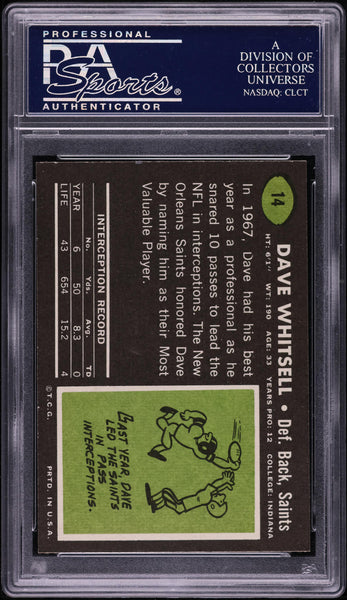 PROFESSIONAL
PSA
Sports
AUTHENTICATOR
A
DIVISION OF
COLLECTORS
UNIVERSE
NASDAQ: CLCT
14
DAVE WHITSELL • Def. Back, Saints
HT: 6'1" WT: 190 AGE: 33 YEARS PRO: 12 COLLEGE: INDIANA
In 1967, Dave had his best
year as a professional as he
snared 10 passes to lead the
NFL in interceptions. The New
Orleans Saints honored Dave
by naming him as their Most
Valuable Player.
INTERCEPTION RECORD
No. Yds. Avg. TD
YEAR 6 50 8.3 0
LIFE 43 654 15.2 4
LAST YEAR DAVE
LED THE SAINTS
IN PASS
INTERCEPTIONS.
© T.C.G. PRTD. IN U.S.A.